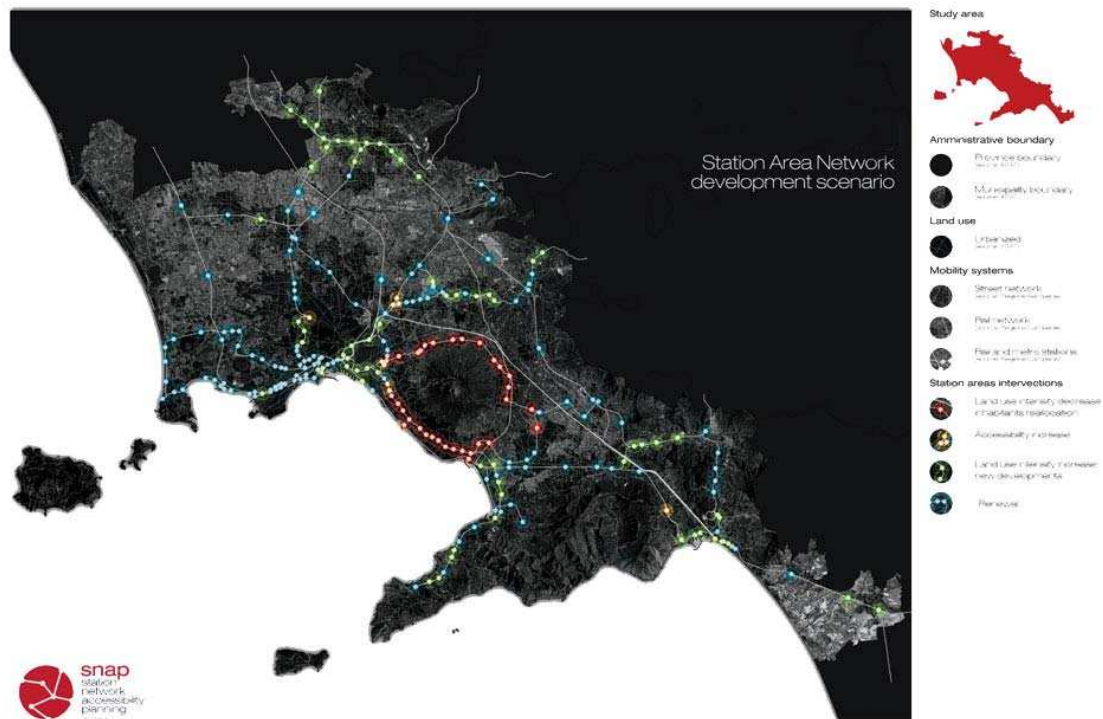 Study area
Amministrative boundary
Province boundary
Municipality boundary
Station Area Network
development scenario
Land use
Urbanized
Mobility systems
Street network
Rail network
Rail and metro stations
Station areas interventions
Land use intensity decrease
inhabitants reallocation
Accessibility increase
Land use intensity increase
new developments
Renewal
snap
station
network
accessibility
planning